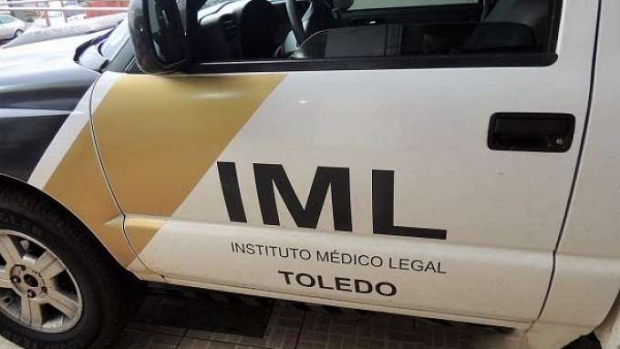 IML
INSTITUTO MÉDICO LEGAL
TOLEDO